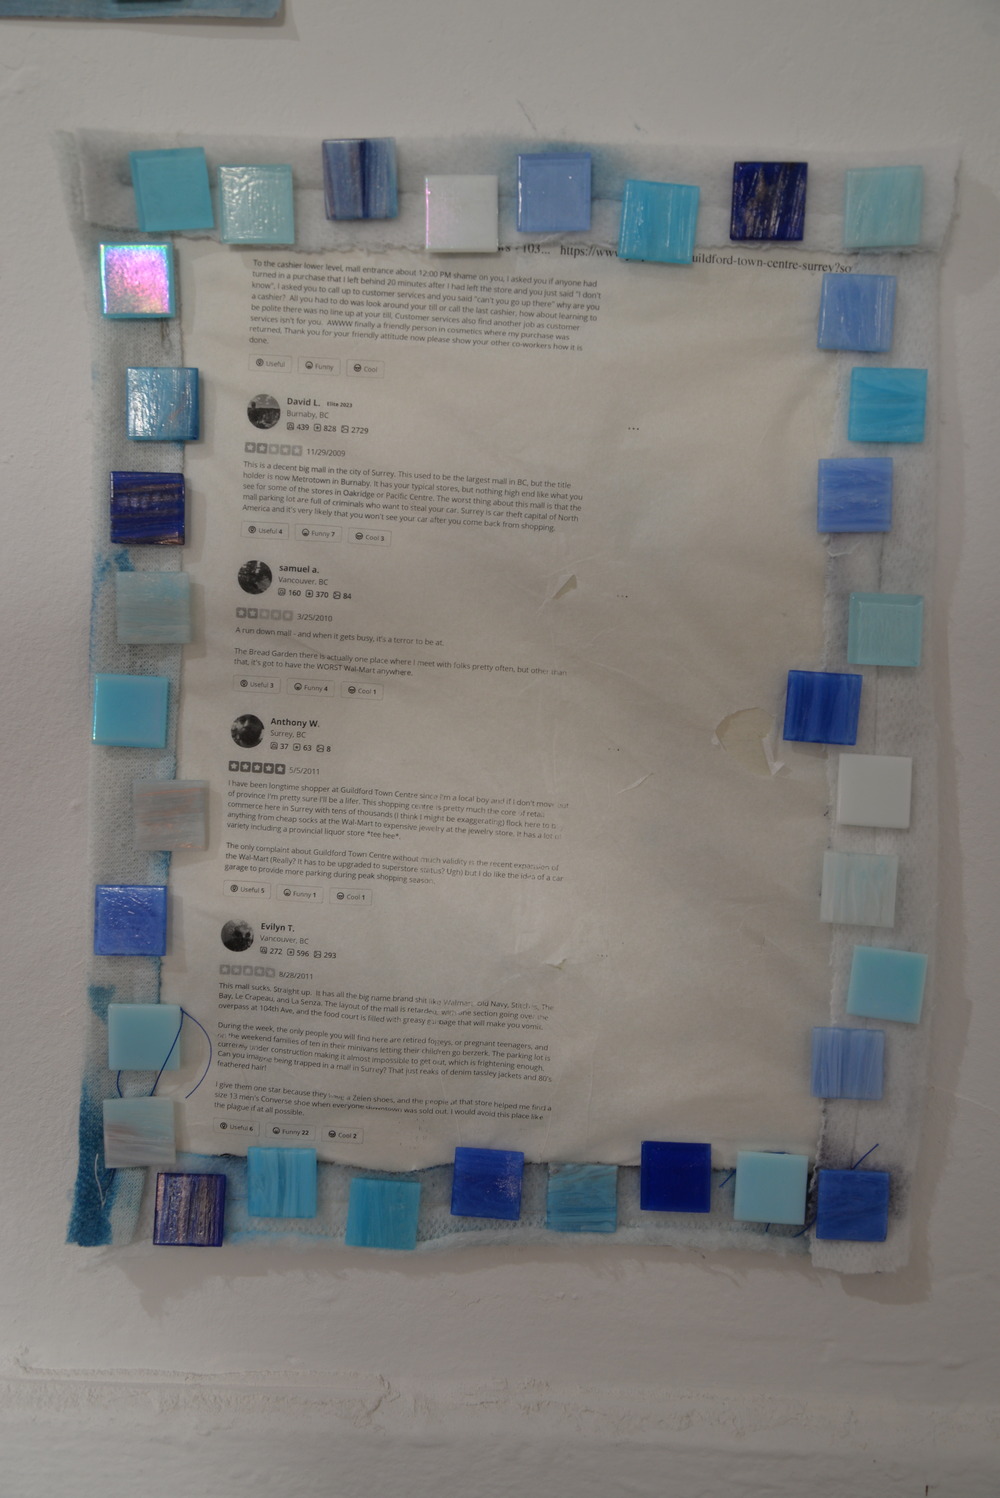 103... https://ww uildford-town-centre-surrey?so
To the cashier lower level, mall entrance about 12:00 PM shame on you, I asked you if anyone had
turned in a purchase that I left behind 20 minutes after I had left the store and you just said "I don't
know", I asked you to call up to customer services and you said "can't you go up there" why are you
a cashier? All you had to do was look around your till or call the last cashier, how about learning to
be polite there was no line up at your till, Customer services also find another job as customer
services isn't for you. AWWW finally a friendly person in cosmetics where my purchase was
returned, Thank you for your friendly attitude now please show your other co-workers how it is
done.
Useful Funny Cool
David L. Elite 2023
Burnaby, BC
439 828 2729
11/29/2009
This is a decent big mall in the city of Surrey. This used to be the largest mall in BC, but the title
holder is now Metrotown in Burnaby. It has your typical stores, but nothing high end like what you
see for some of the stores in Oakridge or Pacific Centre. The worst thing about this mall is that the
mall parking lot are full of criminals who want to steal your car. Surrey is car theft capital of North
America and it's very likely that you won't see your car after you come back from shopping.
Useful 4 Funny 7 Cool 3
samuel a.
Vancouver, BC
160 370 84
3/25/2010
A run down mall - and when it gets busy, it's a terror to be at.
The Bread Garden there is actually one place where I meet with folks pretty often, but other than
that, it's got to have the WORST Wal-Mart anywhere.
Useful 3 Funny 4 Cool 1
Anthony W.
Surrey, BC
37 63 8
5/5/2011
I have been longtime shopper at Guildford Town Centre since I'm a local boy and if I don't move out
of province I'm pretty sure I'll be a lifer. This shopping centre is pretty much the core of retail
commerce here in Surrey with tens of thousands (I think I might be exaggerating) flock here to
anything from cheap socks at the Wal-Mart to expensive jewelry at the jewelry store. It has a lot of
variety including a provincial liquor store *tee hee*.
The only complaint about Guildford Town Centre without much validity is the recent expansion of
the Wal-Mart (Really? It has to be upgraded to superstore status? Ugh) but I do like the idea of a car
garage to provide more parking during peak shopping season.
Useful 5 Funny 1 Cool 1
Evilyn T.
Vancouver, BC
272 596 293
8/28/2011
This mall sucks. Straight up. It has all the big name brand shit like Walmart, old Navy, Stitches, The
Bay, Le Crapeau, and La Senza. The layout of the mall is retarded, with one section going over the
overpass at 104th Ave, and the food court is filled with greasy garbage that will make you vomit.
During the week, the only people you will find here are retired fogeys, or pregnent teenagers, and
on the weekend families of ten in their minivans letting their children go berzerk. The parking lot is
currently under construction making it almost impossible to get out, which is frightening enough.
Can you imagine being trapped in a mall in Surrey? That just reaks of denim tassley jackets and 80's
feathered hair!
I give them one star because they a Zelen shoes, and the people at that store helped me find a
size 13 men's Converse shoe when everyone downtown was sold out. I would avoid this place like
the plague if at all possible.
Useful 6 Funny 22 Cool 2